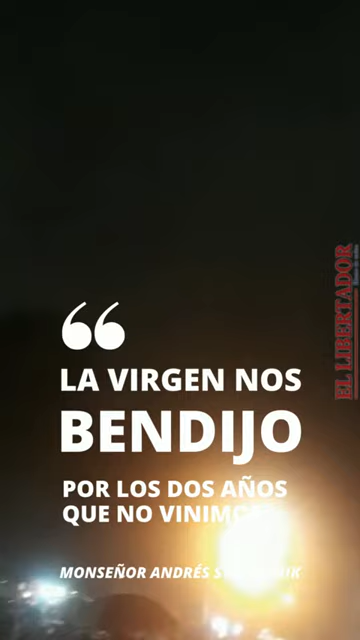 “
LA VIRGEN NOS
BENDIJO
POR LOS DOS AÑOS
QUE NO
MONSEÑOR ANDRÉS
EL LIBERTADOR